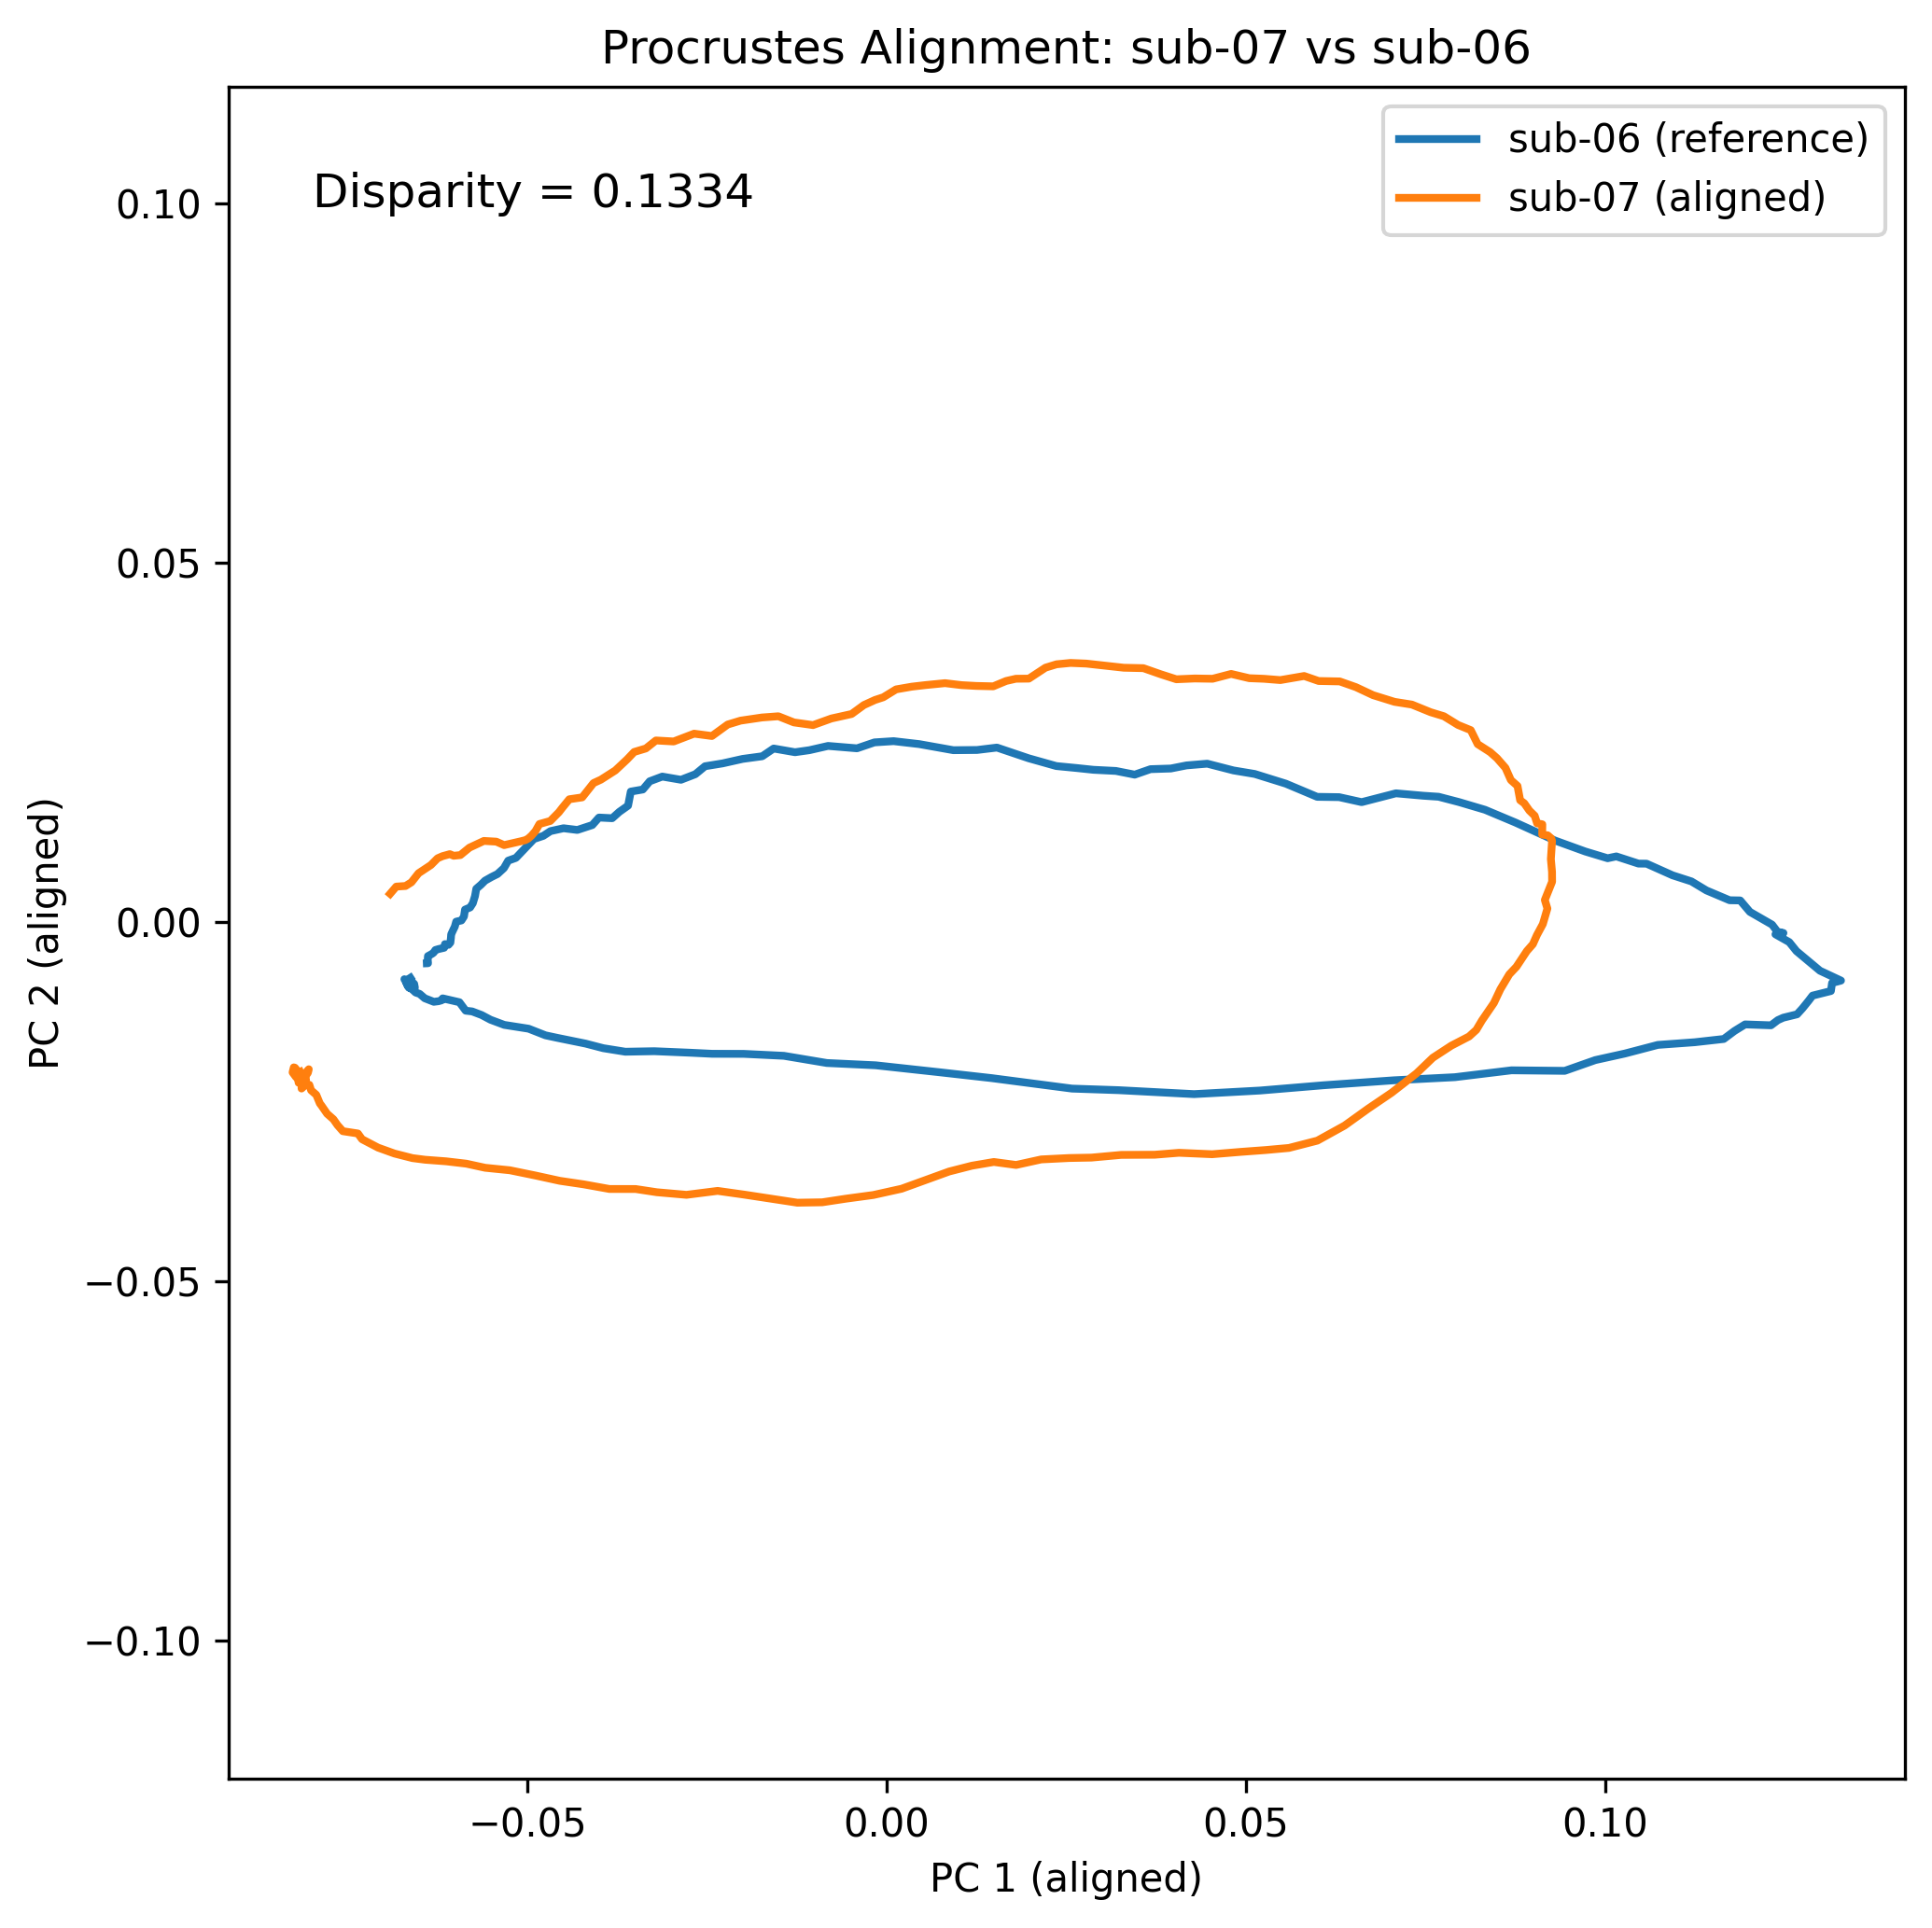 Procrustes Alignment: sub-07 vs sub-06
Disparity = 0.1334
sub-06 (reference)
sub-07 (aligned)
PC 2 (aligned)
0.10
0.05
0.00
−0.05
−0.10
−0.05
0.00
0.05
0.10
PC 1 (aligned)